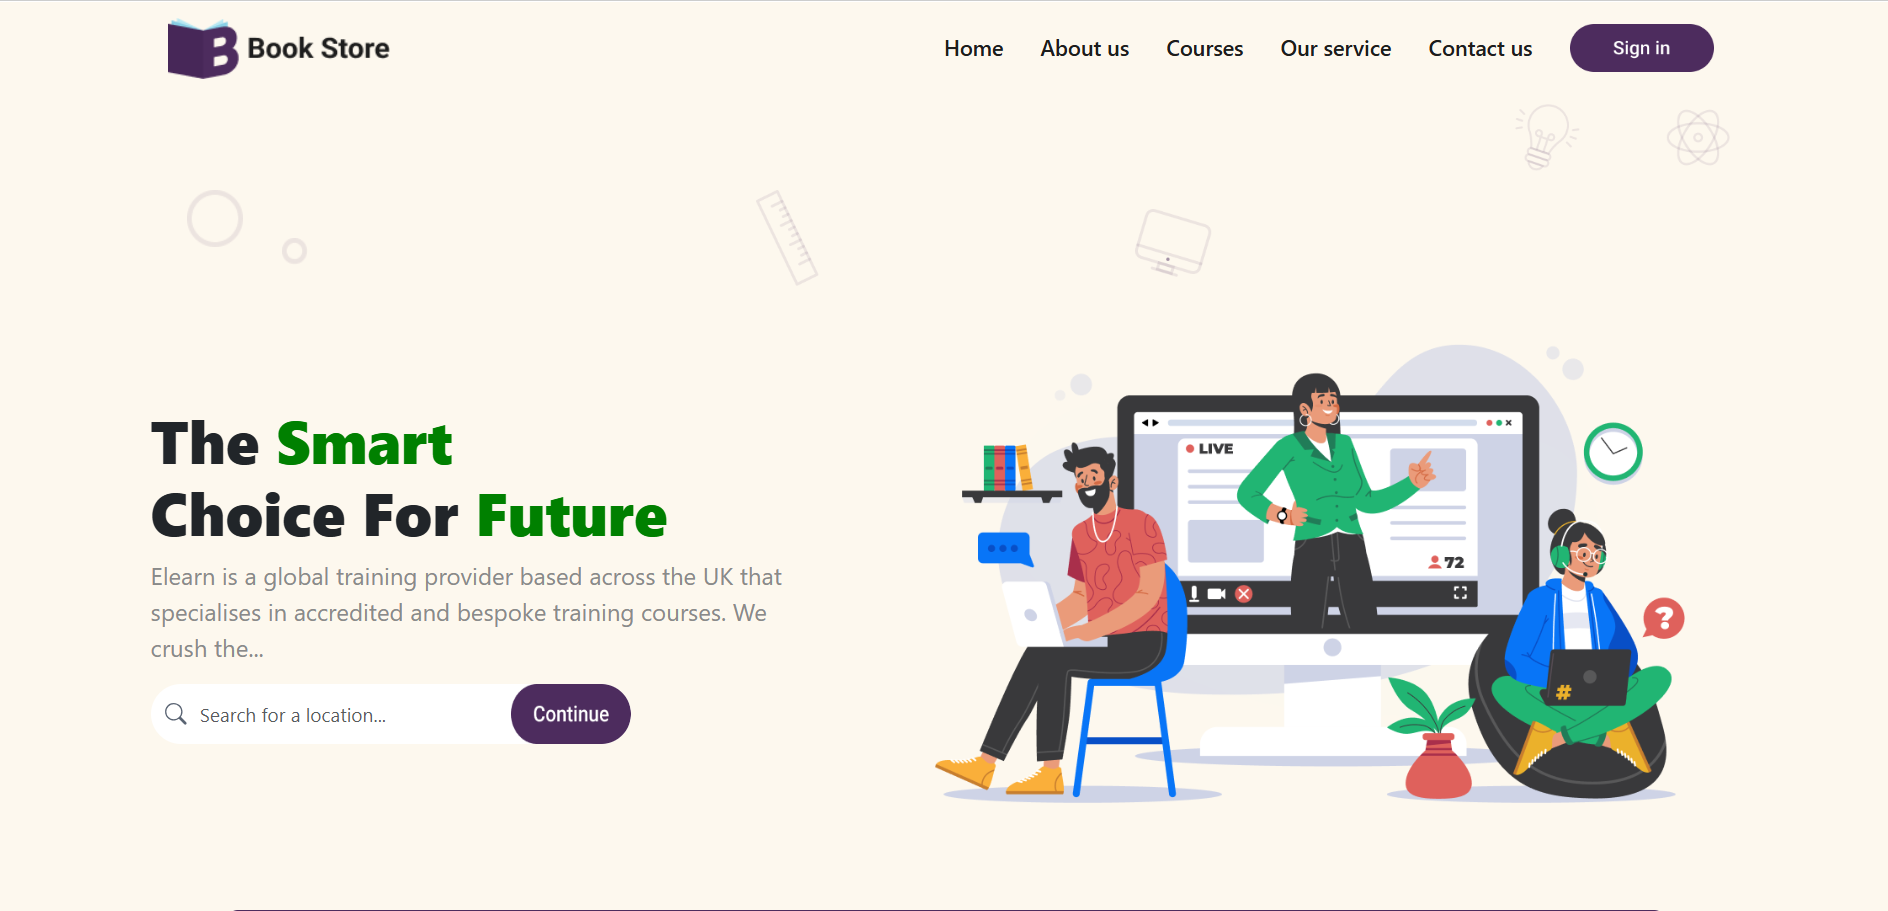 Book Store
Home About us Courses Our service Contact us Sign in
The Smart
Choice For Future
Elearn is a global training provider based across the UK that
specialises in accredited and bespoke training courses. We
crush the...
Search for a location...
Continue
LIVE
72
?
#